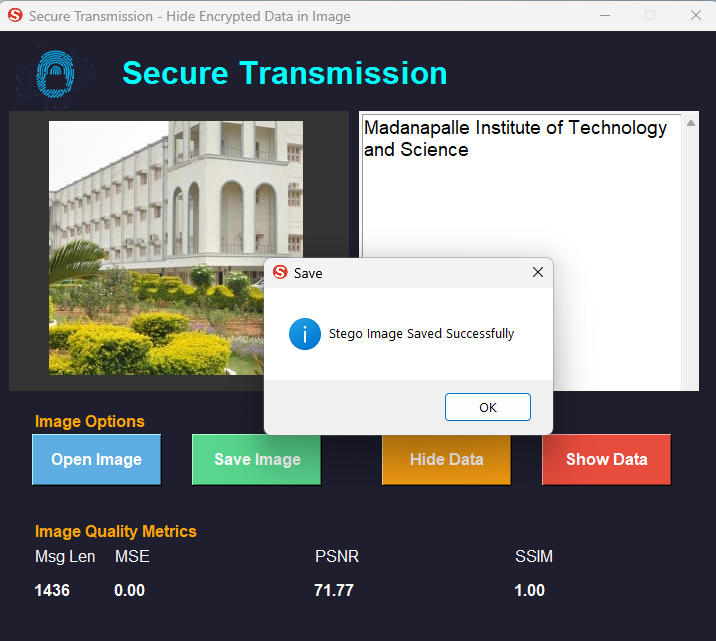 Secure Transmission - Hide Encrypted Data in Image
Secure Transmission
Madanapalle Institute of Technology
and Science
Save
Stego Image Saved Successfully
OK
Image Options
Open Image
Save Image
Hide Data
Show Data
Image Quality Metrics
Msg Len MSE PSNR SSIM
1436 0.00 71.77 1.00